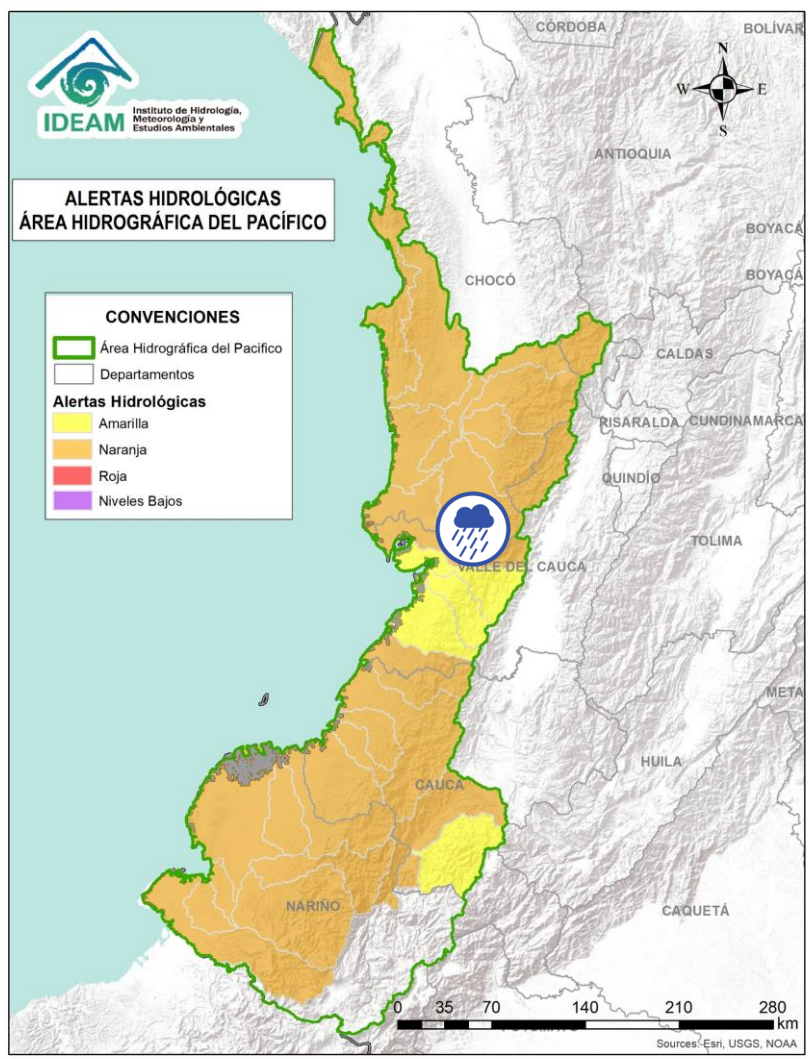 IDEAM
Instituto de Hidrología,
Meteorología y
Estudios Ambientales
ALERTAS HIDROLÓGICAS
ÁREA HIDROGRÁFICA DEL PACÍFICO
CONVENCIONES
Área Hidrográfica del Pacifico
Departamentos
Alertas Hidrológicas
Amarilla
Naranja
Roja
Niveles Bajos
N
W E
S
CÓRDOBA
BOLÍVAR
ANTIOQUIA
BOYACÁ
BOYACÁ
CHOCÓ
CALDAS
RISARALDA
CUNDINAMARCA
QUINDÍO
TOLIMA
VALLE DEL CAUCA
META
HUILA
CAUCA
NARIÑO
CAQUETÁ
0 35 70 140 210 280
km
Sources: Esri, USGS, NOAA